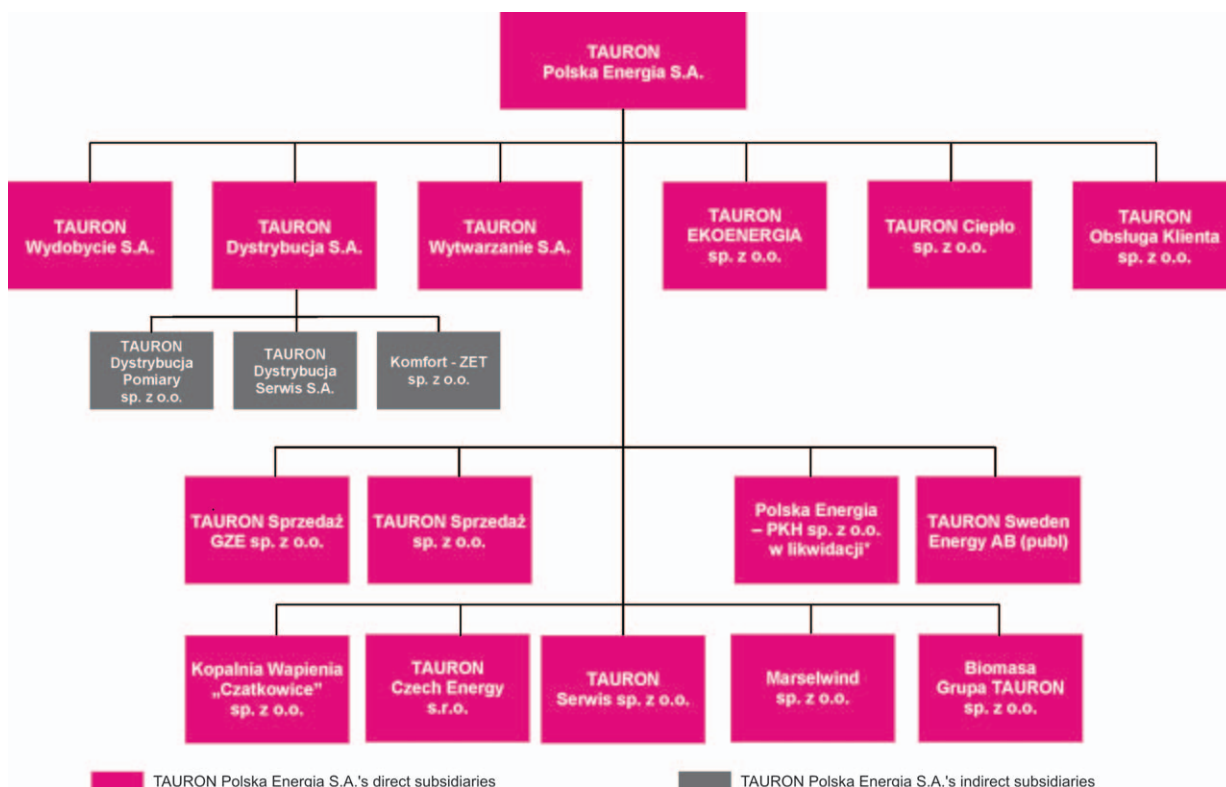 TAURON
Polska Energia S.A.
TAURON
Wydobycie S.A.
TAURON
Dystrybucja S.A.
TAURON
Wytwarzanie S.A.
TAURON
EKOENERGIA
sp. z o.o.
TAURON Ciepło
sp. z o.o.
TAURON
Obsługa Klienta
sp. z o.o.
TAURON
Dystrybucja
Pomiary
sp. z o.o.
TAURON
Dystrybucja
Serwis S.A.
Komfort - ZET
sp. z o.o.
TAURON Sprzedaż
GZE sp. z o.o.
TAURON Sprzedaż
sp. z o.o.
Polska Energia
– PKH sp. z o.o.
w likwidacji*
TAURON Sweden
Energy AB (publ)
Kopalnia Wapienia
„Czatkowice”
sp. z o.o.
TAURON
Czech Energy
s.r.o.
TAURON
Serwis sp. z o.o.
Marselwind
sp. z o.o.
Biomasa
Grupa TAURON
sp. z o.o.
TAURON Polska Energia S.A.'s direct subsidiaries
TAURON Polska Energia S.A.'s indirect subsidiaries